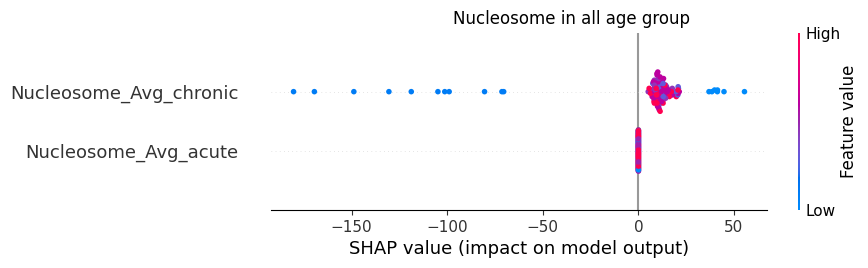 Nucleosome in all age group
High
Nucleosome_Avg_chronic
Nucleosome_Avg_acute
Feature value
Low
−150
−100
−50
0
50
SHAP value (impact on model output)